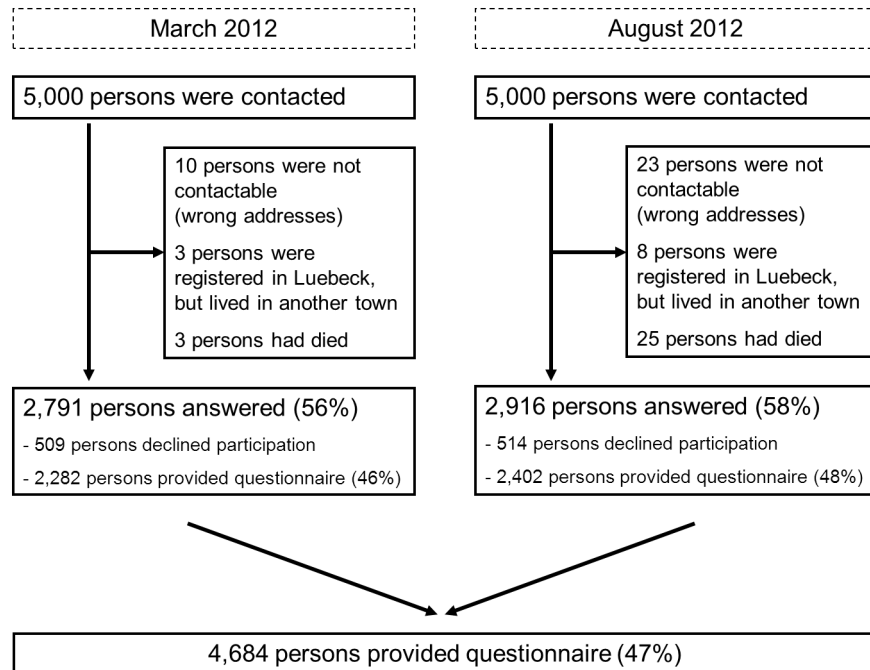 March 2012
5,000 persons were contacted
10 persons were not
contactable
(wrong addresses)
3 persons were
registered in Luebeck,
but lived in another town
3 persons had died
2,791 persons answered (56%)
- 509 persons declined participation
- 2,282 persons provided questionnaire (46%)
August 2012
5,000 persons were contacted
23 persons were not
contactable
(wrong addresses)
8 persons were
registered in Luebeck,
but lived in another town
25 persons had died
2,916 persons answered (58%)
- 514 persons declined participation
- 2,402 persons provided questionnaire (48%)
4,684 persons provided questionnaire (47%)